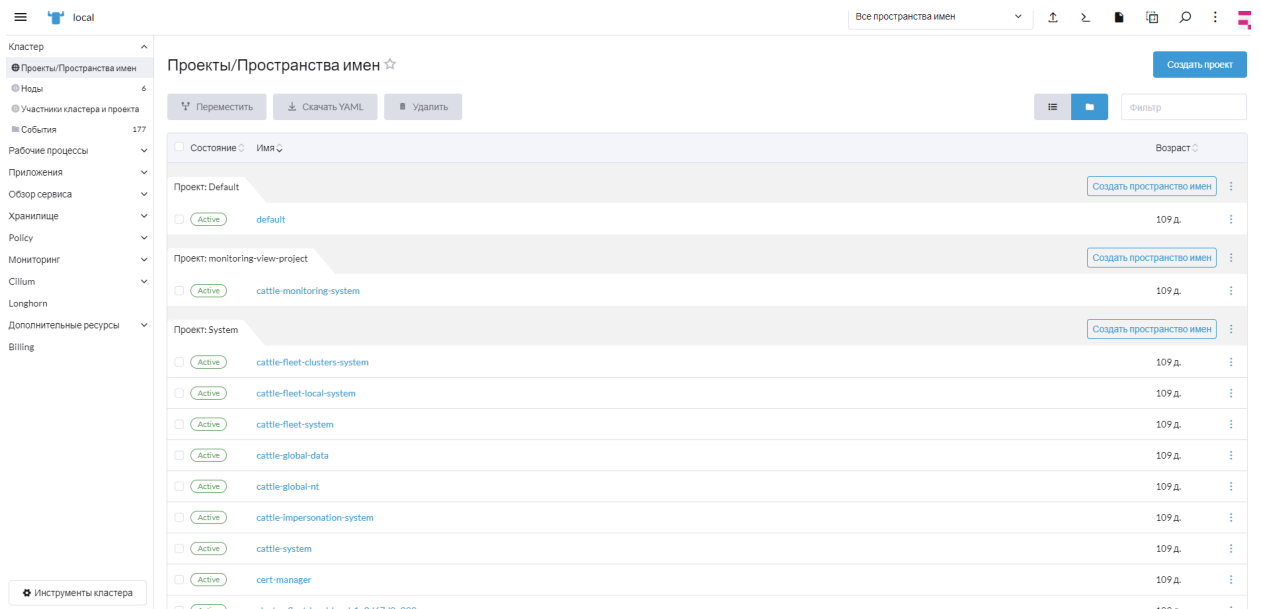 local
Все пространства имен
Кластер
Проекты/Пространства имен
Ноды 6
Участники кластера и проекта
События 177
Рабочие процессы
Приложения
Обзор сервиса
Хранилище
Policy
Мониторинг
Cilium
Longhorn
Дополнительные ресурсы
Billing
Инструменты кластера
Проекты/Пространства имен
Создать проект
Переместить
Скачать YAML
Удалить
Фильтр
Состояние Имя Возраст
Проект: Default Создать пространство имен
Active default 109 д.
Проект: monitoring-view-project Создать пространство имен
Active cattle-monitoring-system 109 д.
Проект: System Создать пространство имен
Active cattle-fleet-clusters-system 109 д.
Active cattle-fleet-local-system 109 д.
Active cattle-fleet-system 109 д.
Active cattle-global-data 109 д.
Active cattle-global-nt 109 д.
Active cattle-impersonation-system 109 д.
Active cattle-system 109 д.
Active cert-manager 109 д.